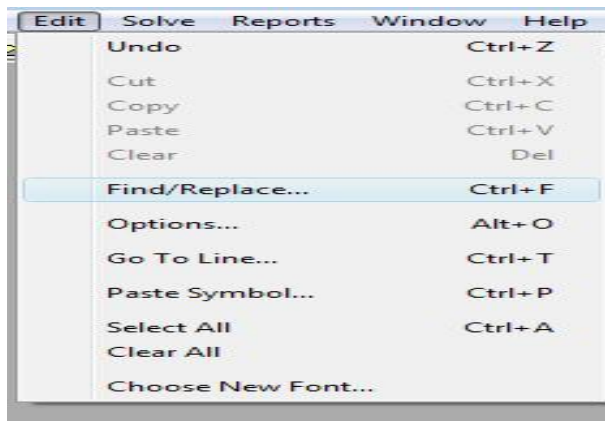 Edit Solve Reports Window Help
Undo Ctrl+Z
Cut Ctrl+X
Copy Ctrl+C
Paste Ctrl+V
Clear Del
Find/Replace... Ctrl+F
Options... Alt+O
Go To Line... Ctrl+T
Paste Symbol... Ctrl+P
Select All Ctrl+A
Clear All
Choose New Font...